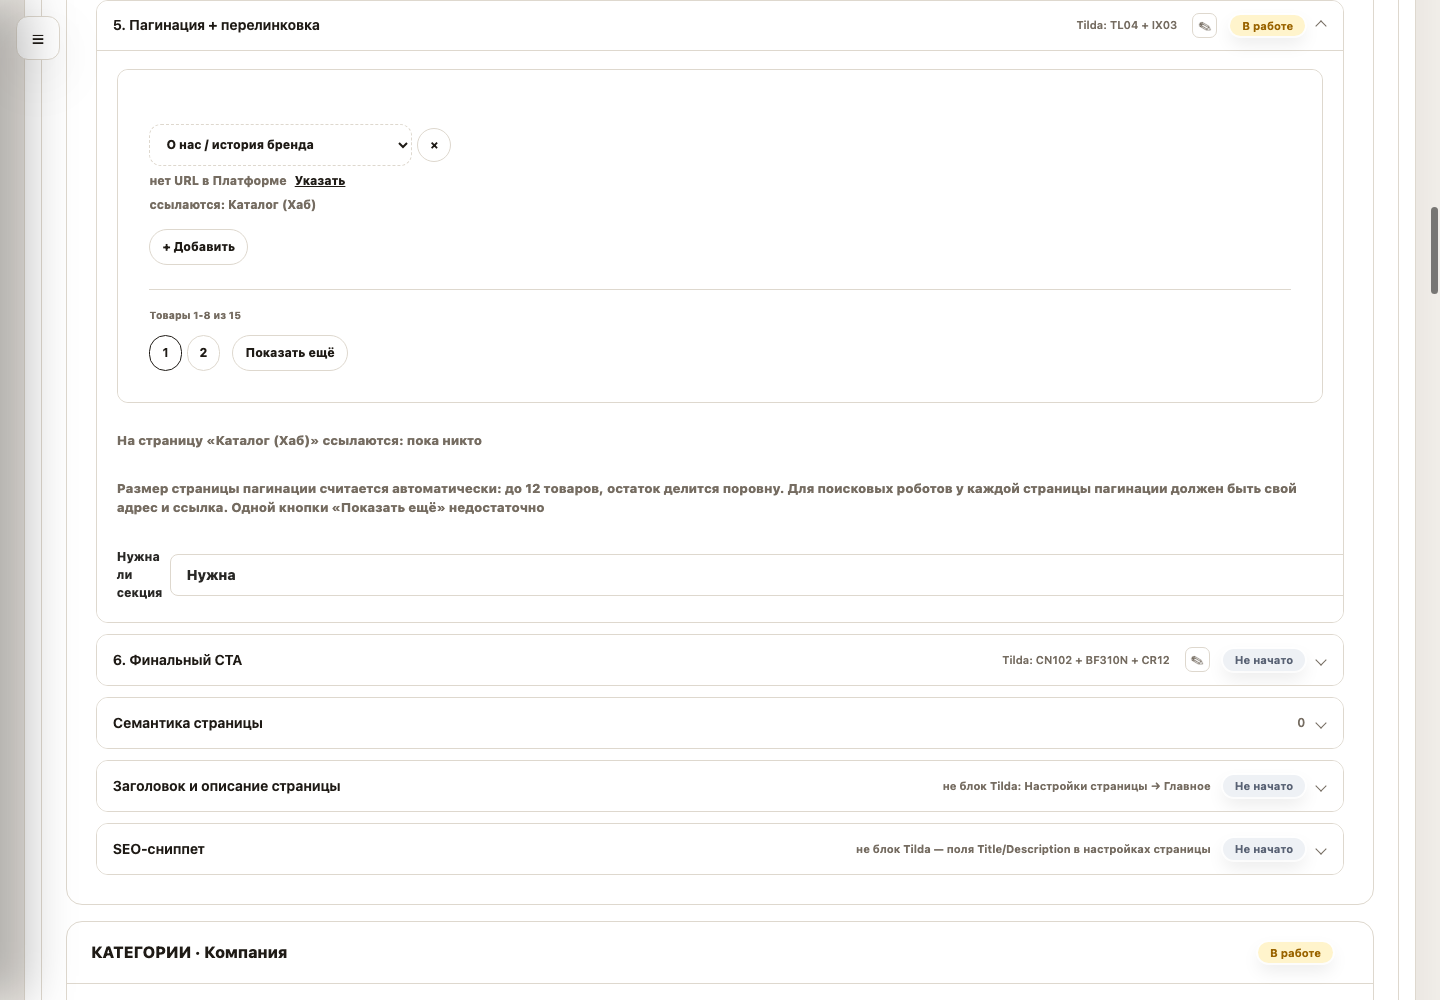 5. Пагинация + перелинковка
Tilda: TL04 + IX03
В работе
О нас / история бренда
×
нет URL в Платформе Указать
ссылаются: Каталог (Хаб)
+ Добавить
Товары 1-8 из 15
1 2 Показать ещё
На страницу «Каталог (Хаб)» ссылаются: пока никто
Размер страницы пагинации считается автоматически: до 12 товаров, остаток делится поровну. Для поисковых роботов у каждой страницы пагинации должен быть свой
адрес и ссылка. Одной кнопки «Показать ещё» недостаточно
Нужна
ли
секция
Нужна
6. Финальный CTA
Tilda: CN102 + BF310N + CR12
Не начато
Семантика страницы
0
Заголовок и описание страницы
не блок Tilda: Настройки страницы → Главное
Не начато
SEO-сниппет
не блок Tilda — поля Title/Description в настройках страницы
Не начато
КАТЕГОРИИ · Компания
В работе